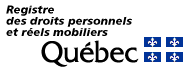 Registre
des droits personnels
et réels mobiliers
Québec